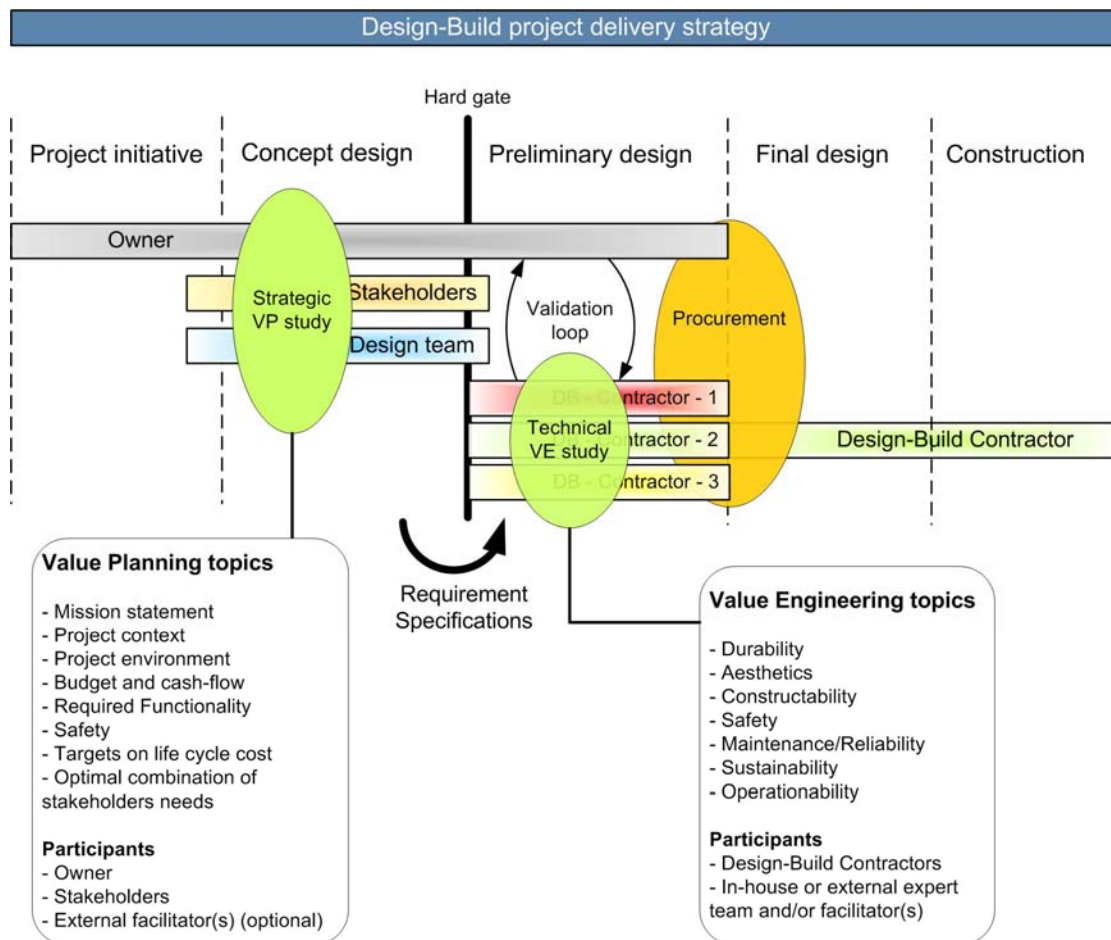 Design-Build project delivery strategy
Hard gate
Project initiative
Concept design
Preliminary design
Final design
Construction
Owner
Stakeholders
Design team
Strategic
VP study
Validation
loop
Procurement
DB - Contractor - 1
DB - Contractor - 2
DB - Contractor - 3
Technical
VE study
Design-Build Contractor
Requirement
Specifications
Value Planning topics
- Mission statement
- Project context
- Project environment
- Budget and cash-flow
- Required Functionality
- Safety
- Targets on life cycle cost
- Optimal combination of
stakeholders needs
Participants
- Owner
- Stakeholders
- External facilitator(s) (optional)
Value Engineering topics
- Durability
- Aesthetics
- Constructability
- Safety
- Maintenance/Reliability
- Sustainability
- Operationability
Participants
- Design-Build Contractors
- In-house or external expert
team and/or facilitator(s)